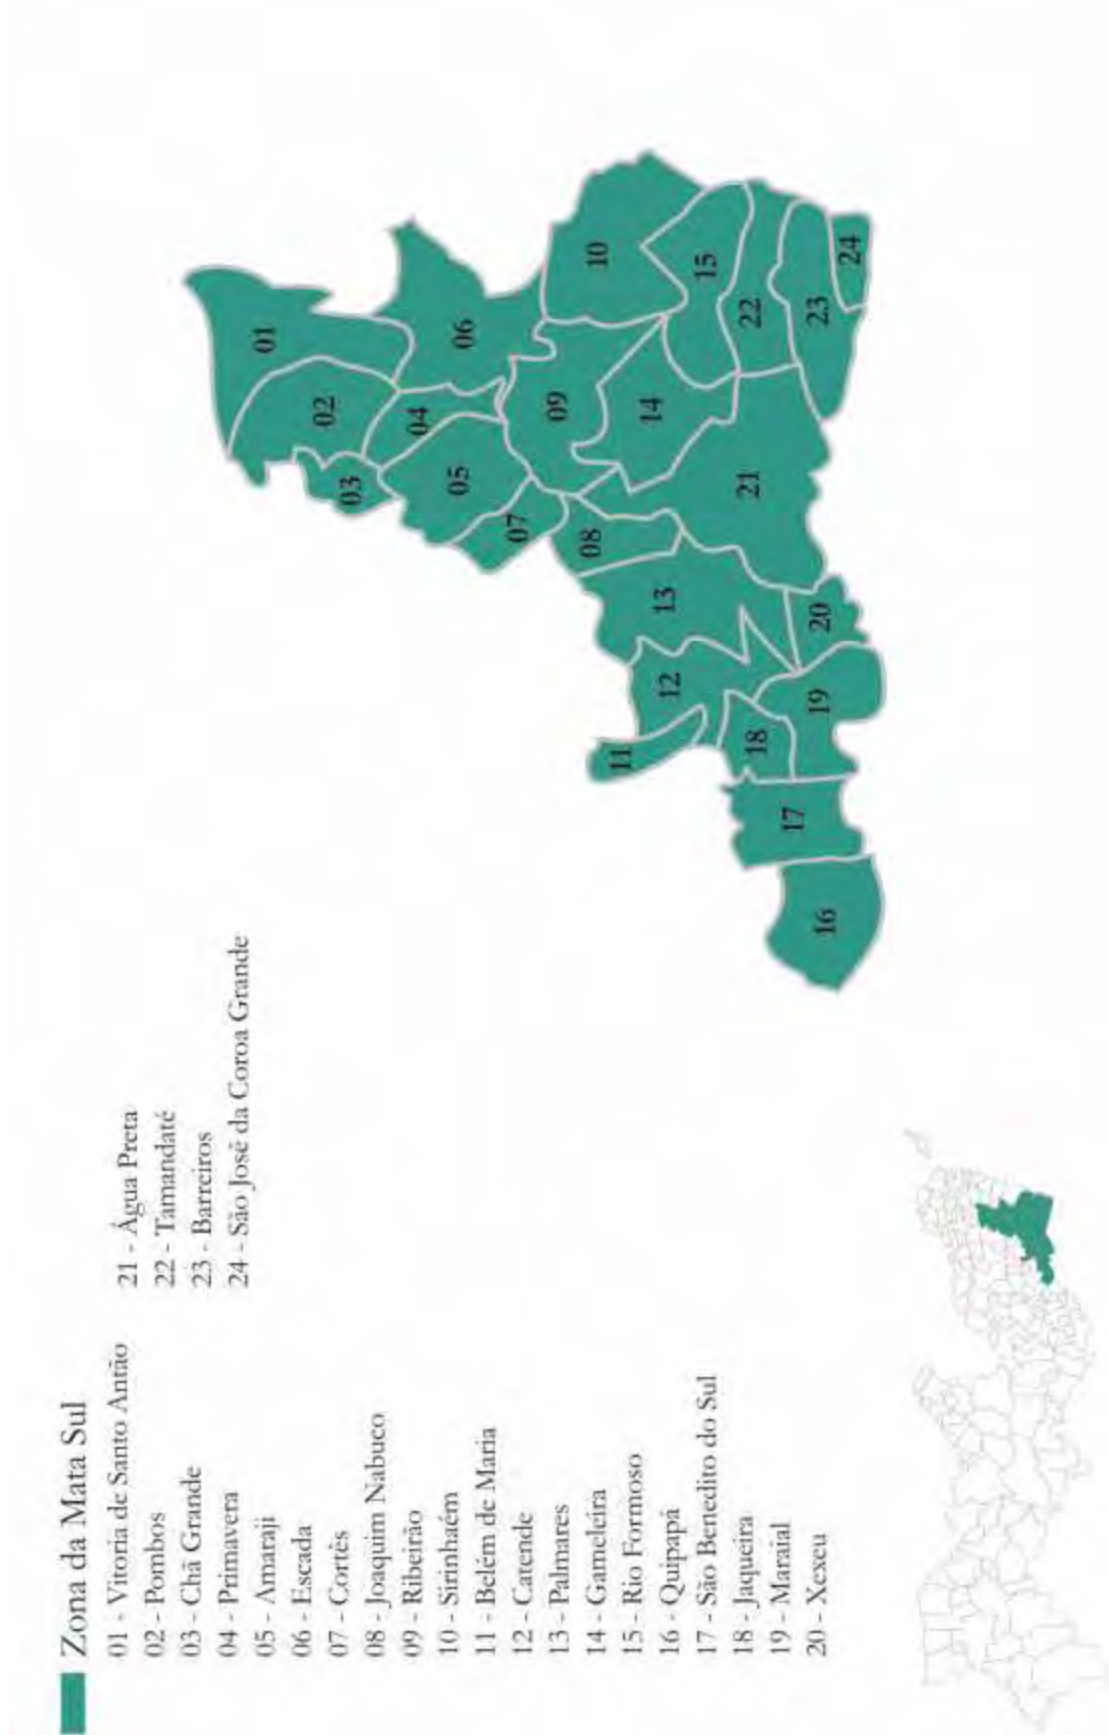 Zona da Mata Sul
01 - Vitoria de Santo Antão
02 - Pombos
03 - Chã Grande
04 - Primavera
05 - Amaraji
06 - Escada
07 - Cortês
08 - Joaquim Nabuco
09 - Ribeirão
10 - Sirinhaém
11 - Belém de Maria
12 - Catende
13 - Palmares
14 - Gameleira
15 - Rio Formoso
16 - Quipapá
17 - São Benedito do Sul
18 - Jaqueira
19 - Maraial
20 - Xexeu
21 - Água Preta
22 - Tamandaté
23 - Barreiros
24 - São José da Coroa Grande
01
02
03
04
05
06
07
08
09
10
11
12
13
14
15
16
17
18
19
20
21
22
23
24